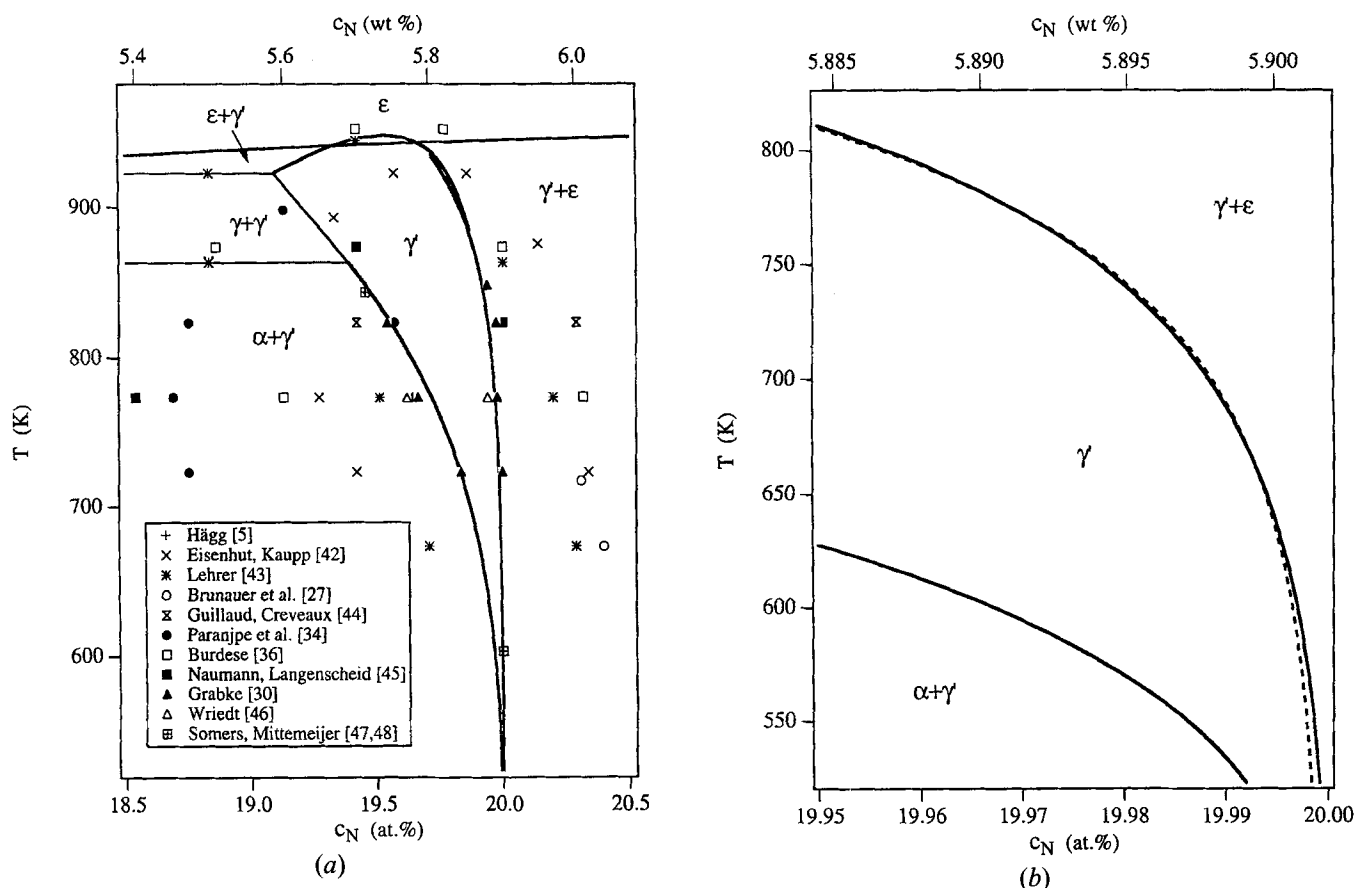 c_N (wt %)
5.4 5.6 5.8 6.0
ε
ε+γ'
γ'+ε
γ+γ'
γ'
α+γ'
900
800
700
600
T (K)
Hägg [5]
Eisenhut, Kaupp [42]
Lehrer [43]
Brunauer et al. [27]
Guillaud, Creveaux [44]
Paranjpe et al. [34]
Burdese [36]
Naumann, Langenscheid [45]
Grabke [30]
Wriedt [46]
Somers, Mittemeijer [47,48]
18.5 19.0 19.5 20.0 20.5
c_N (at.%)
(a)
c_N (wt %)
5.885 5.890 5.895 5.900
γ'+ε
γ'
α+γ'
800
750
700
650
600
550
T (K)
19.95 19.96 19.97 19.98 19.99 20.00
c_N (at.%)
(b)